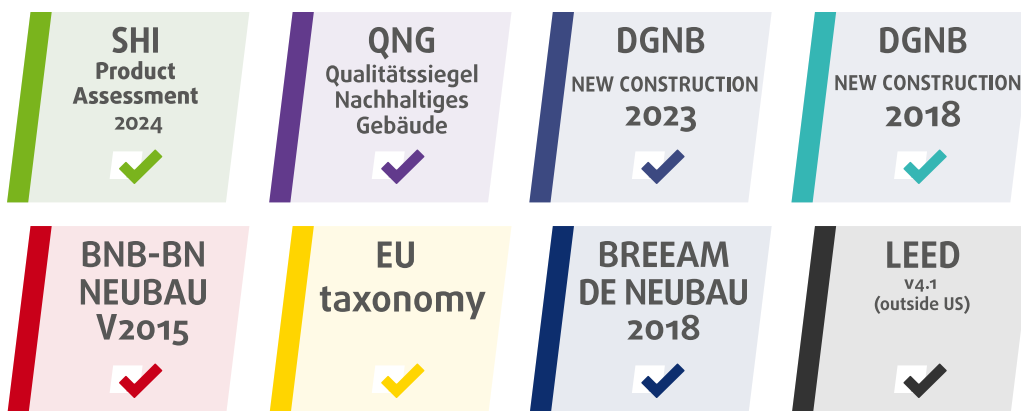 SHI
Product
Assessment
2024
QNG
Qualitätssiegel
Nachhaltiges
Gebäude
DGNB
NEW CONSTRUCTION
2023
DGNB
NEW CONSTRUCTION
2018
BNB-BN
NEUBAU
V2015
EU
taxonomy
BREEAM
DE NEUBAU
2018
LEED
v4.1
(outside US)